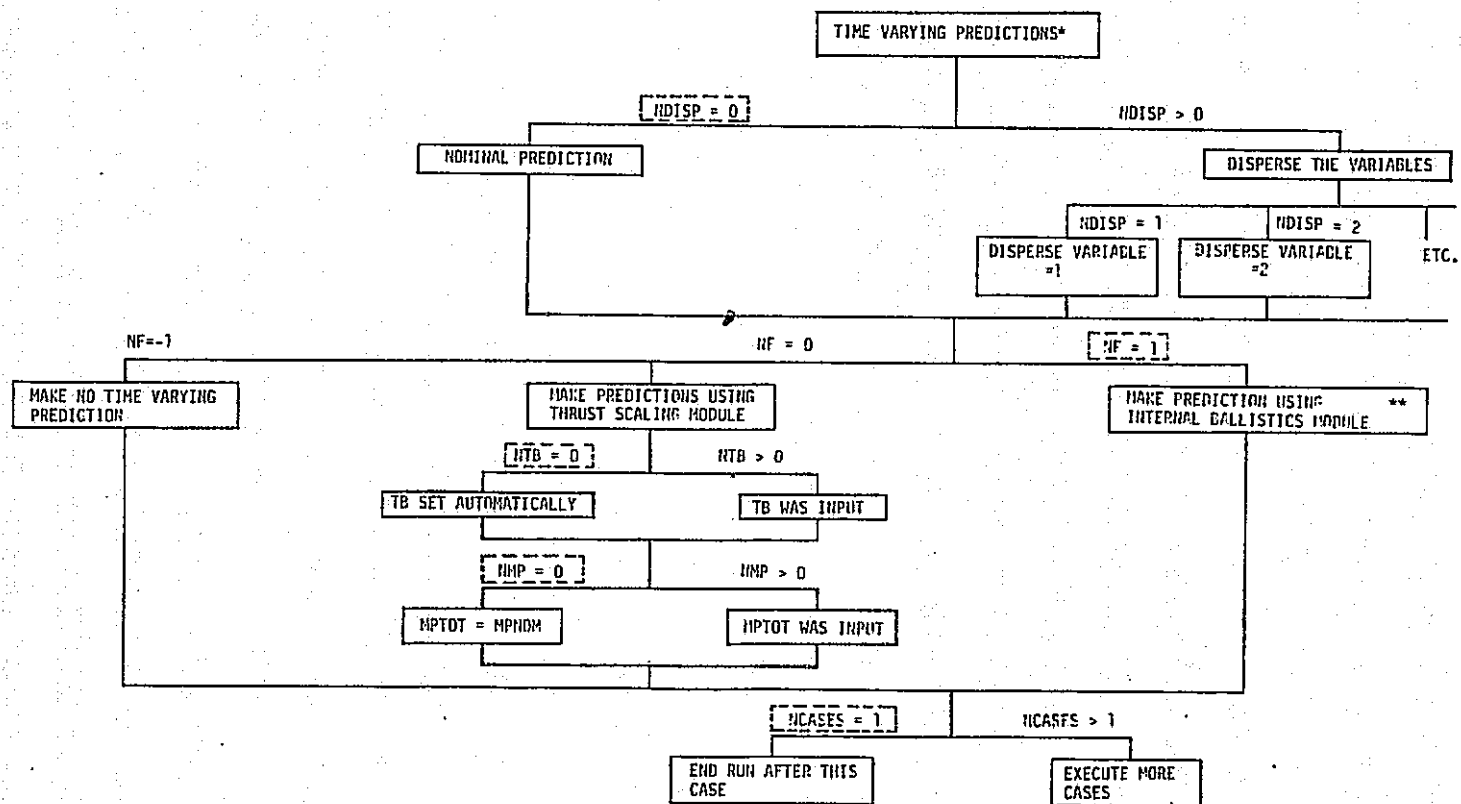 TIME VARYING PREDICTIONS*
NDISP = 0
NDISP > 0
NOMINAL PREDICTION
DISPERSE THE VARIABLES
NDISP = 1
NDISP = 2
DISPERSE VARIABLE
=1
DISPERSE VARIABLE
=2
ETC.
NF=-1
NF = 0
NF = 1
MAKE NO TIME VARYING
PREDICTION
MAKE PREDICTIONS USING
THRUST SCALING MODULE
MAKE PREDICTION USING **
INTERNAL BALLISTICS MODULE
NTB = 0
NTB > 0
TB SET AUTOMATICALLY
TB WAS INPUT
NMP = 0
NMP > 0
MPTOT = MPNOM
MPTOT WAS INPUT
NCASES = 1
NCASES > 1
END RUN AFTER THIS
CASE
EXECUTE MORE
CASES